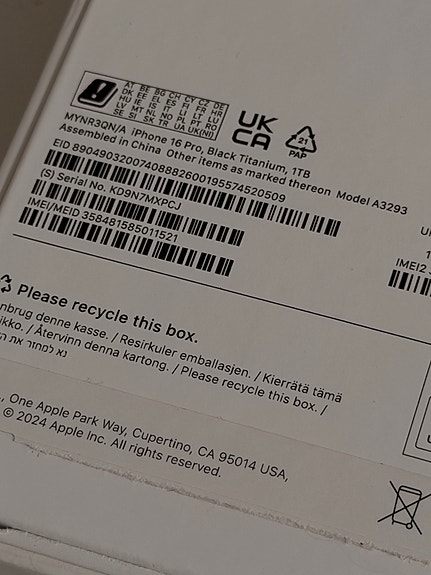 AT BE BG CH CY CZ DE
DK EE EL ES FI FR HR
HU IE IS IT LI LT LU
LV MT NL NO PL PT RO
SE SI SK TR UA UK(NI)
UK
CA
21
PAP
MYNR3QN/A iPhone 16 Pro, Black Titanium, 1TB
Assembled in China Other items as marked thereon Model A3293
EID 89049032007408882600195574520509
(S) Serial No. KD9N7MXPCJ
IMEI/MEID 358481585011521
IMEI2
Please recycle this box.
denne kasse. / Resirkuler emballasjen. / Kierrätä tämä
/ Återvinn denna kartong. / Please recycle this box. /
נא למחזר את
One Apple Park Way, Cupertino, CA 95014 USA,
© 2024 Apple Inc. All rights reserved.